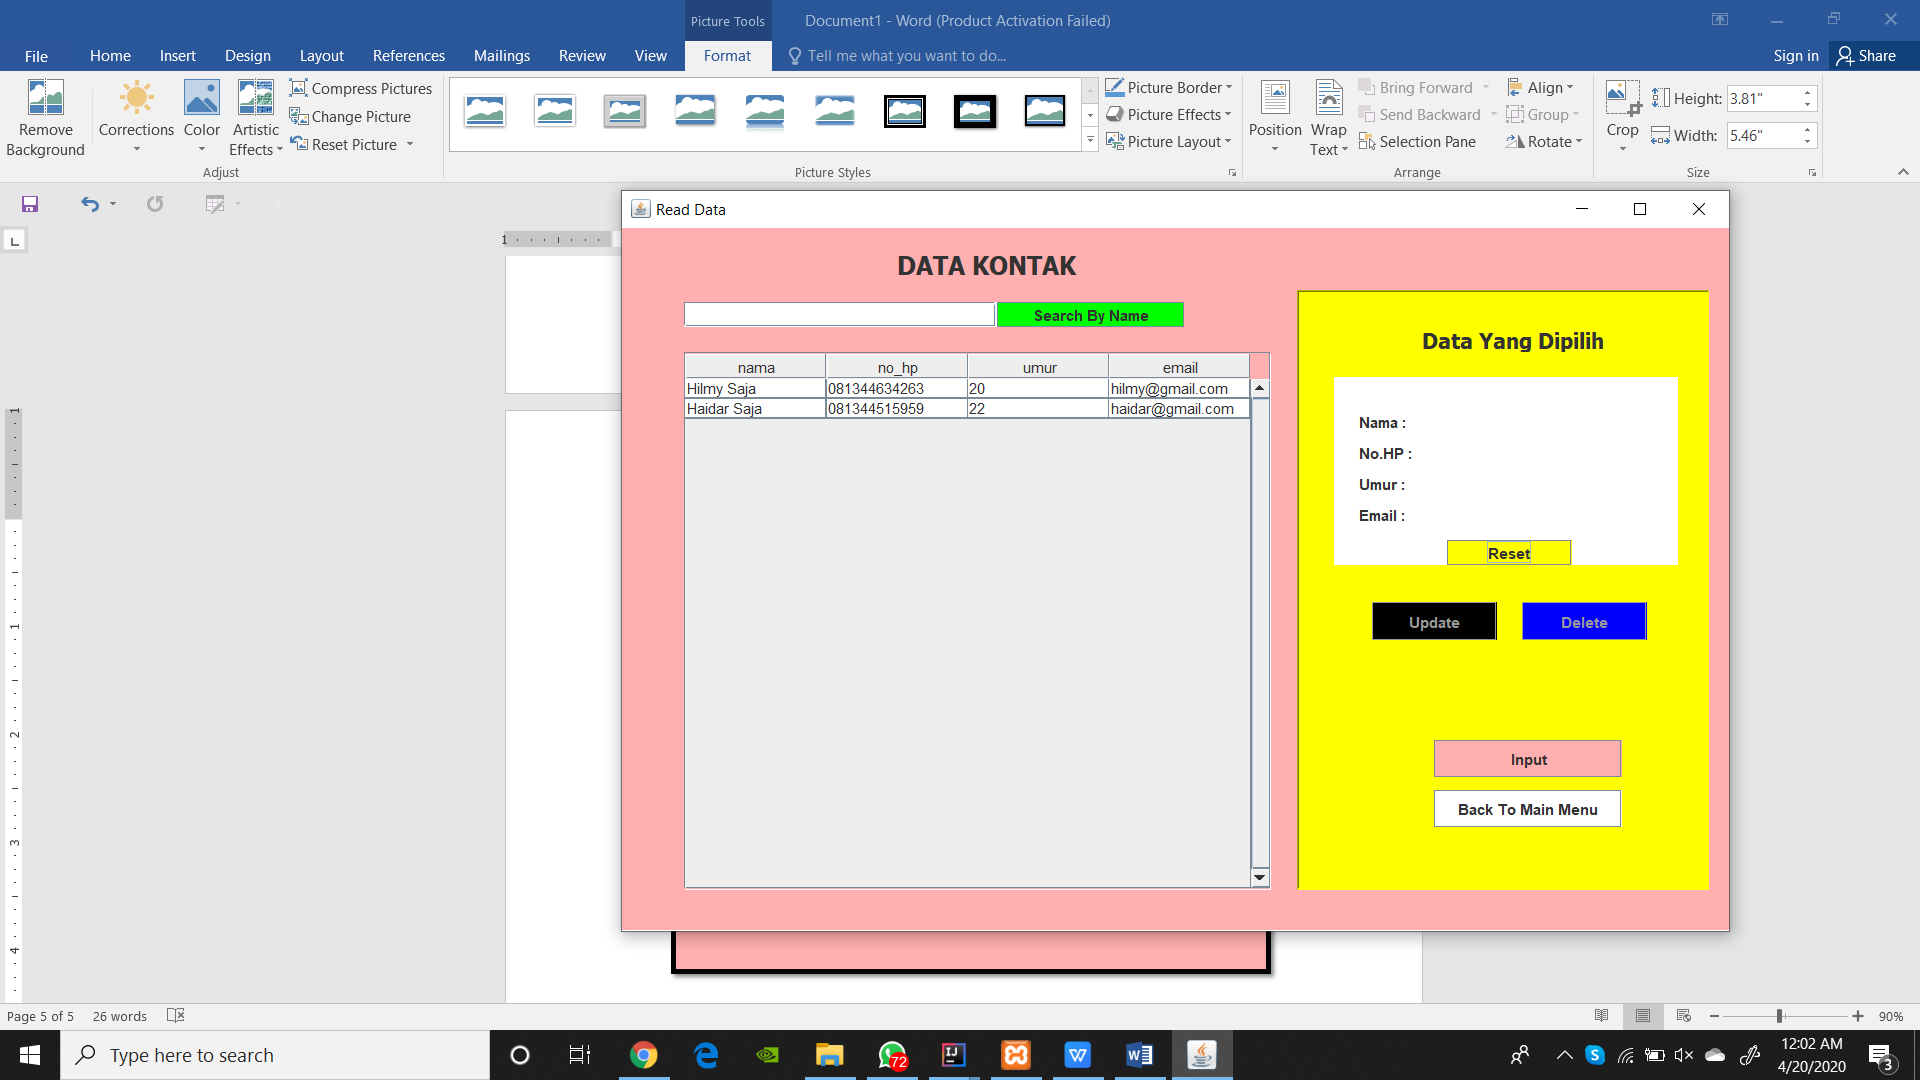 Picture Tools
Document1 - Word (Product Activation Failed)
File Home Insert Design Layout References Mailings Review View Format Tell me what you want to do... Sign in Share
Remove Background
Corrections
Color
Artistic Effects
Compress Pictures
Change Picture
Reset Picture
Adjust
Picture Styles
Picture Border
Picture Effects
Picture Layout
Position
Wrap Text
Bring Forward
Send Backward
Selection Pane
Align
Group
Rotate
Arrange
Crop
Height: 3.81"
Width: 5.46"
Size
L
1
Read Data
DATA KONTAK
Search By Name
nama no_hp umur email
Hilmy Saja 081344634263 20 hilmy@gmail.com
Haidar Saja 081344515959 22 haidar@gmail.com
Data Yang Dipilih
Nama :
No.HP :
Umur :
Email :
Reset
Update Delete
Input
Back To Main Menu
1
1
2
3
4
Page 5 of 5 26 words 90%
Type here to search
72
12:02 AM
4/20/2020
3